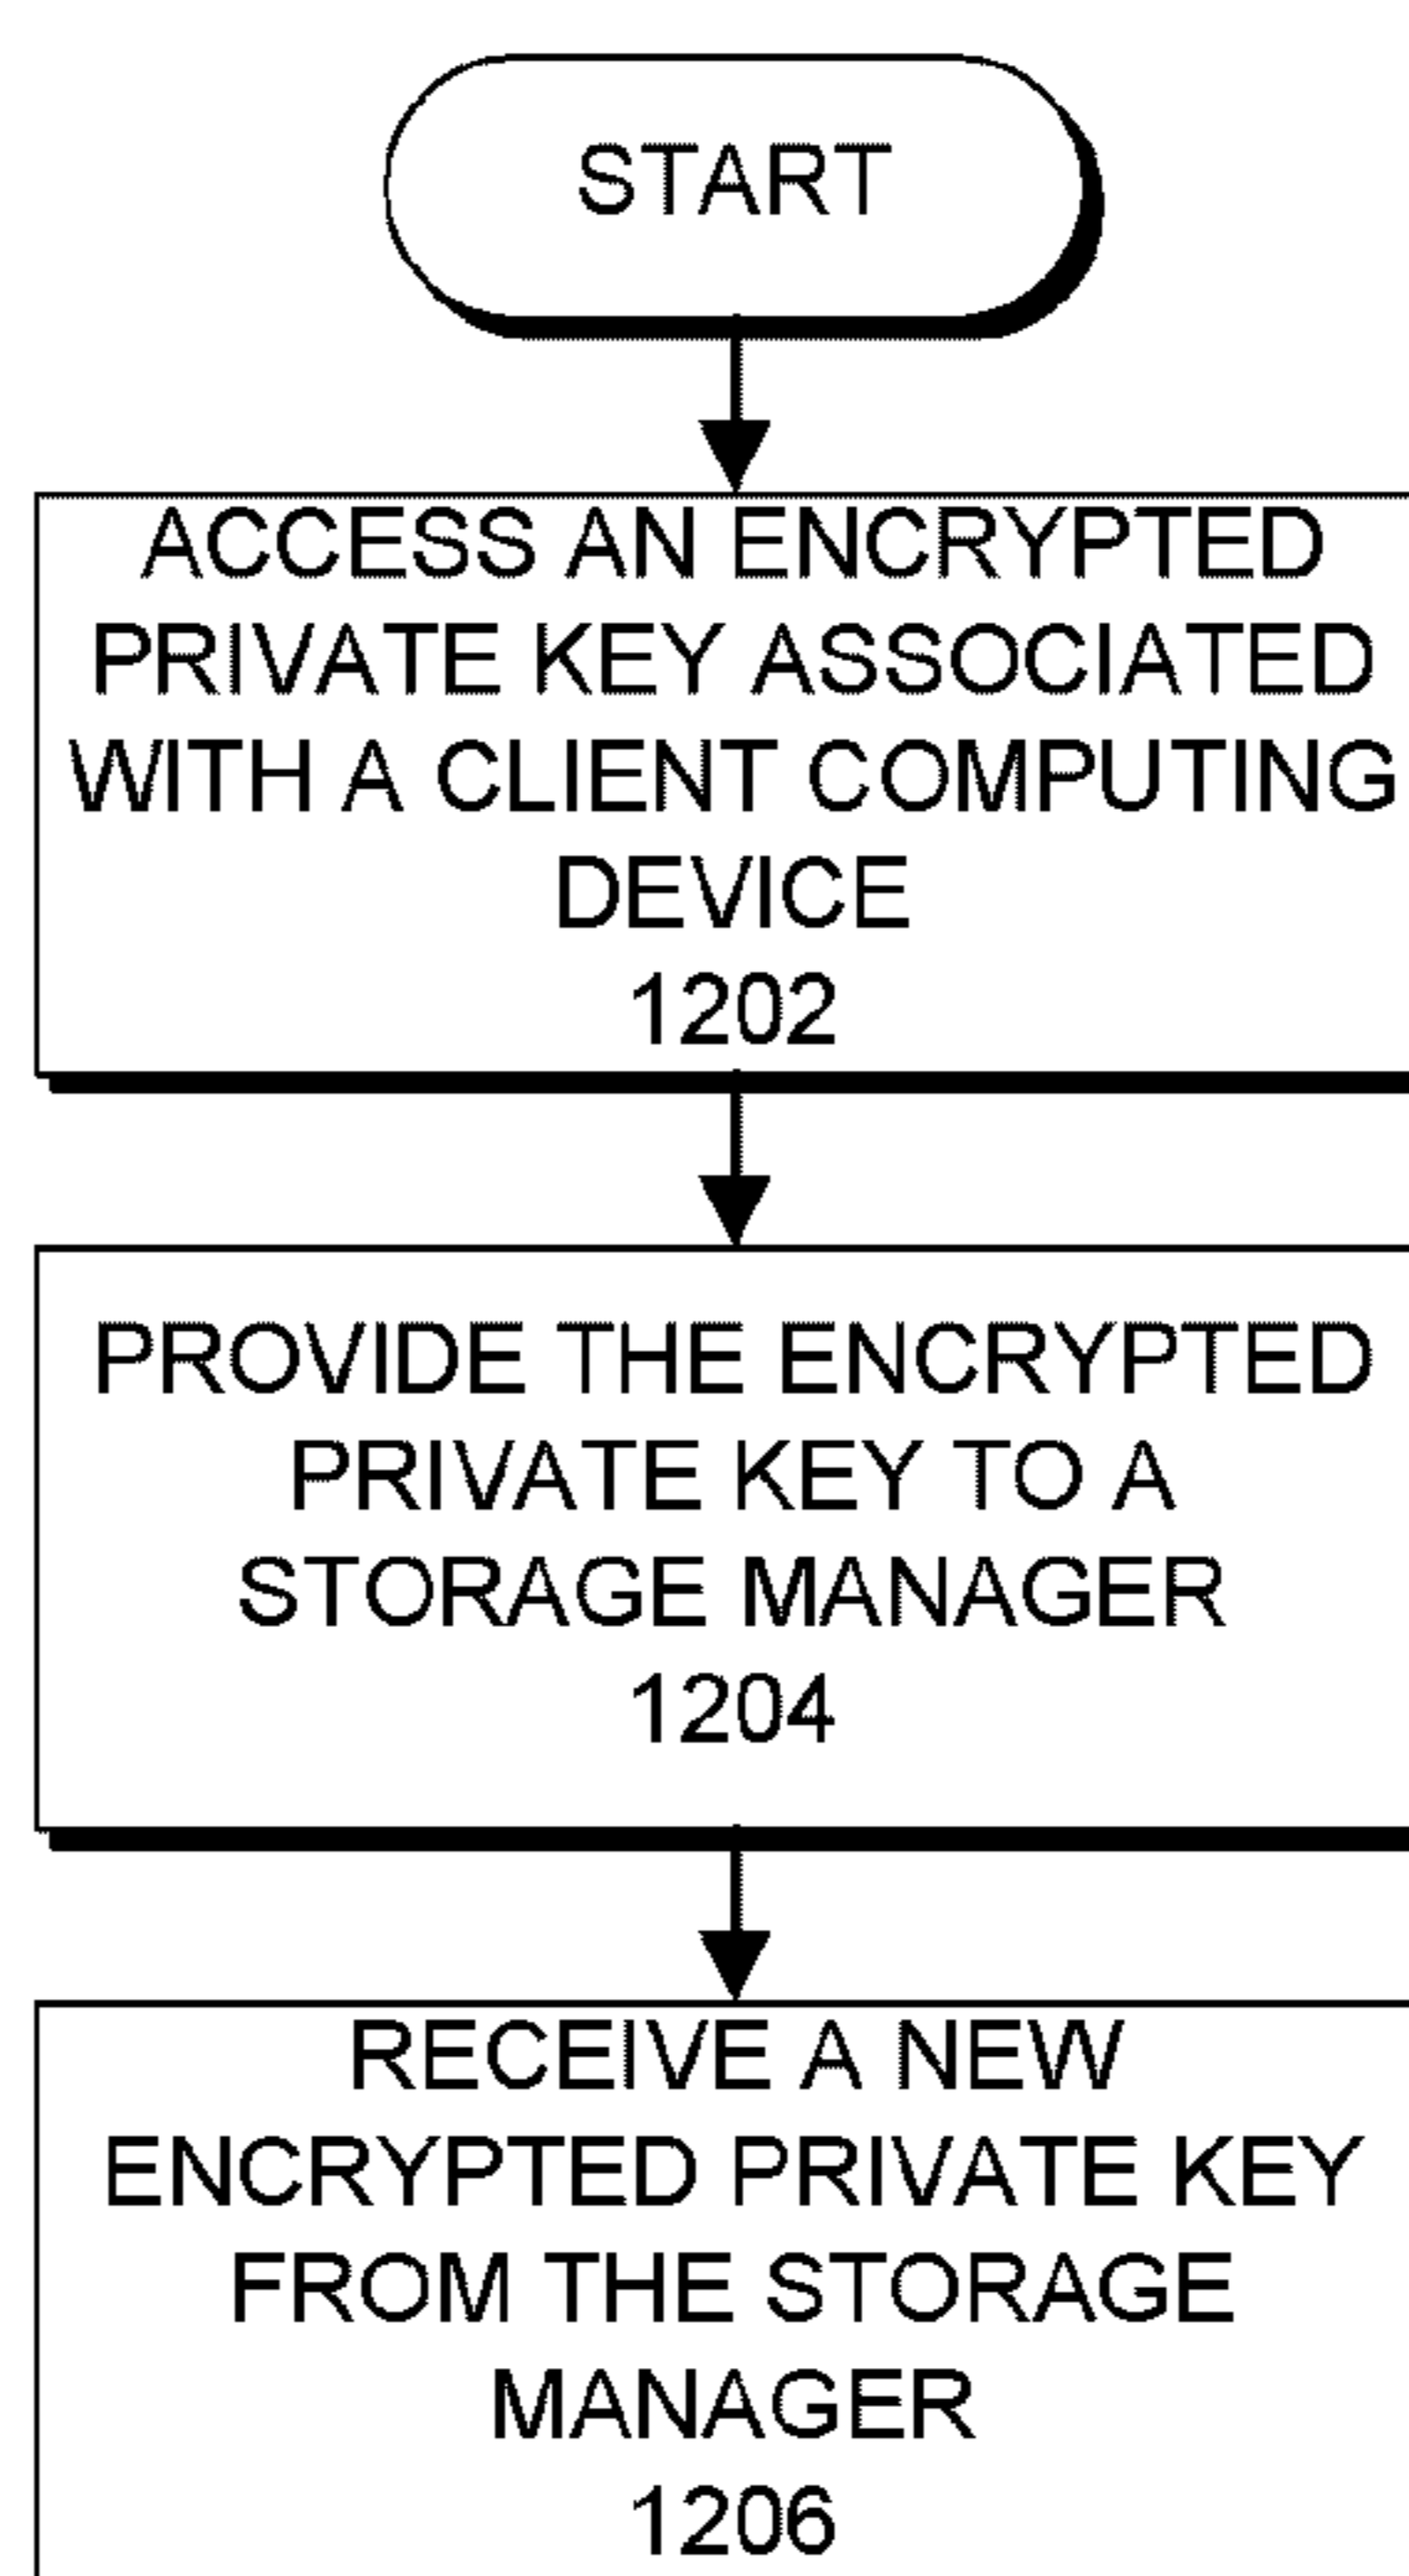 START
ACCESS AN ENCRYPTED
PRIVATE KEY ASSOCIATED
WITH A CLIENT COMPUTING
DEVICE
1202
PROVIDE THE ENCRYPTED
PRIVATE KEY TO A
STORAGE MANAGER
1204
RECEIVE A NEW
ENCRYPTED PRIVATE KEY
FROM THE STORAGE
MANAGER
1206